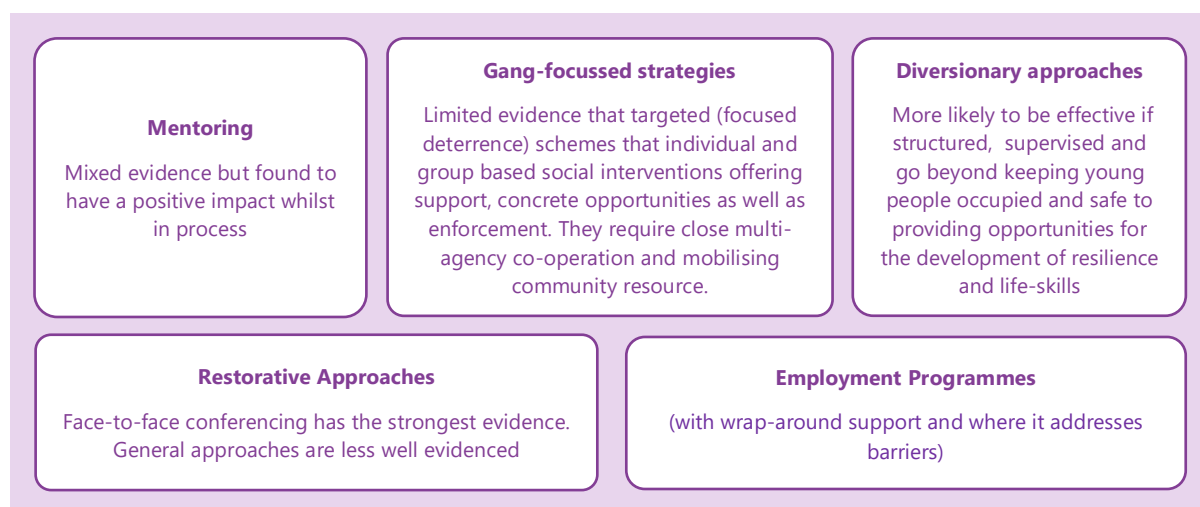 Mentoring
Mixed evidence but found to
have a positive impact whilst
in process
Gang-focussed strategies
Limited evidence that targeted (focused
deterrence) schemes that individual and
group based social interventions offering
support, concrete opportunities as well as
enforcement. They require close multi-
agency co-operation and mobilising
community resource.
Diversionary approaches
More likely to be effective if
structured,  supervised and
go beyond keeping young
people occupied and safe to
providing opportunities for
the development of resilience
and life-skills
Restorative Approaches
Face-to-face conferencing has the strongest evidence.
General approaches are less well evidenced
Employment Programmes
(with wrap-around support and where it addresses
barriers)